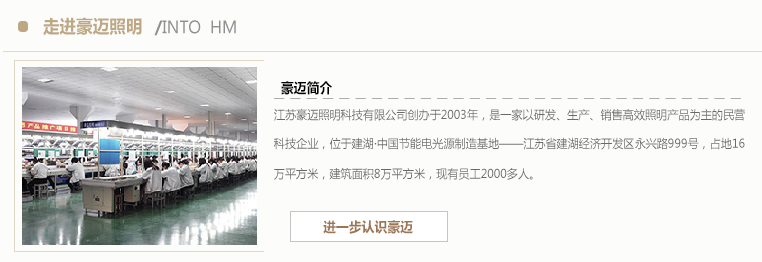 走进豪迈照明 /INTO HM
豪迈简介
江苏豪迈照明科技有限公司创办于2003年，是一家以研发、生产、销售高效照明产品为主的民营
科技企业，位于建湖·中国节能电光源制造基地——江苏省建湖经济开发区永兴路999号，占地16
万平方米，建筑面积8万平方米，现有员工2000多人。
进一步认识豪迈